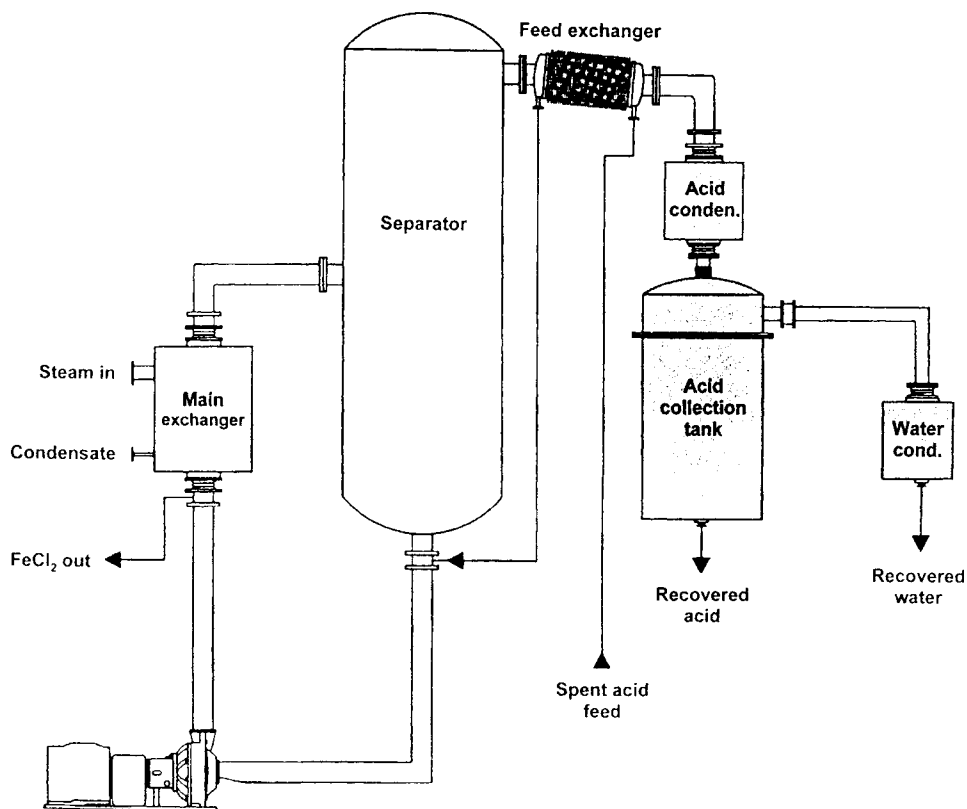 Feed exchanger
Separator
Acid
conden.
Steam in
Main
exchanger
Condensate
FeCl₂ out
Acid
collection
tank
Water
cond.
Recovered
acid
Recovered
water
Spent acid
feed